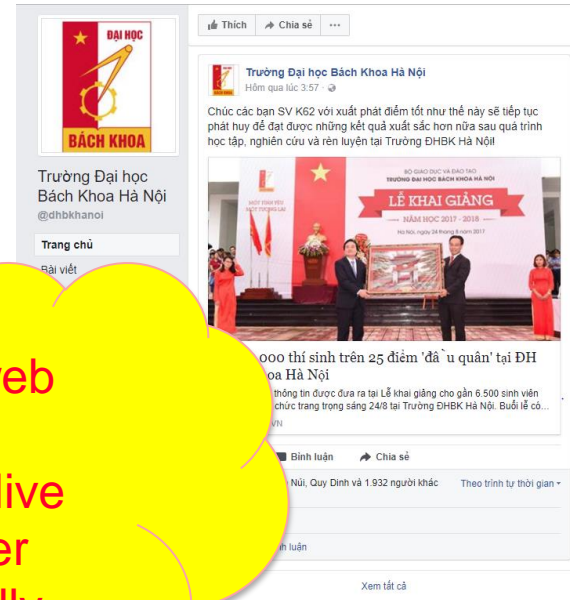 ĐẠI HỌC
BÁCH KHOA
Trường Đại học
Bách Khoa Hà Nội
@dhbkhanoi
Trang chủ
Bài viết
Thích
Chia sẻ
Trường Đại học Bách Khoa Hà Nội
Hôm qua lúc 3:57
Chúc các bạn SV K62 với xuất phát điểm tốt như thế này sẽ tiếp tục
phát huy để đạt được những kết quả xuất sắc hơn nữa sau quá trình
học tập, nghiên cứu và rèn luyện tại Trường ĐHBK Hà Nội!
BỘ GIÁO DỤC VÀ ĐÀO TẠO
TRƯỜNG ĐẠI HỌC BÁCH KHOA HÀ NỘI
LỄ KHAI GIẢNG
NĂM HỌC 2017 - 2018
Hà Nội, ngày 24 tháng 8 năm 2017
000 thí sinh trên 25 điểm 'đầu quân' tại ĐH
oa Hà Nội
thông tin được đưa ra tại Lễ khai giảng cho gần 6.500 sinh viên
chức trang trọng sáng 24/8 tại Trường ĐHBK Hà Nội. Buổi lễ có...
VN
Bình luận
Chia sẻ
Núi, Quy Dinh và 1.932 người khác
Theo trình tự thời gian
h luận
Xem tất cả
web
live
er
lly